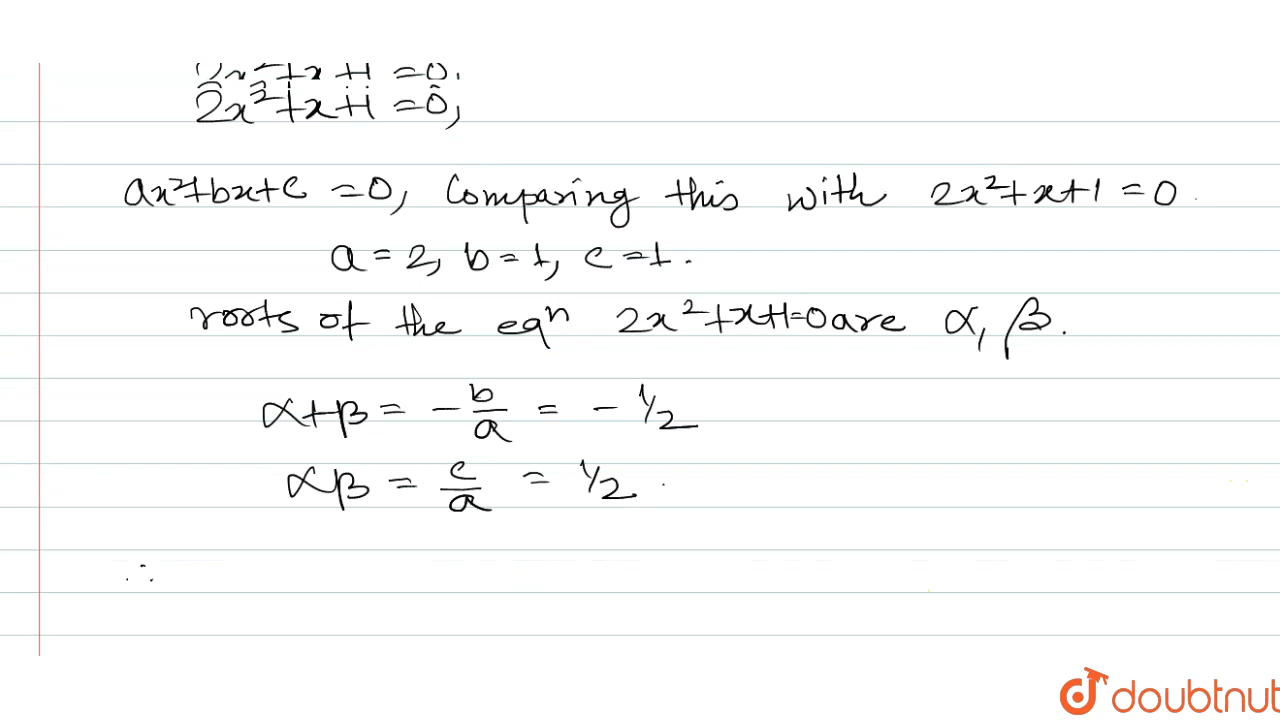 2x²+x+1 =0,
ax²+bx+c =0, Comparing this with 2x²+x+1 =0.
a=2, b=1, c=1.
roots of the eqⁿ 2x²+x+1=0 are α, β.
α+β = -b/a = -1/2
αβ = c/a = 1/2.
∴
doubtnut